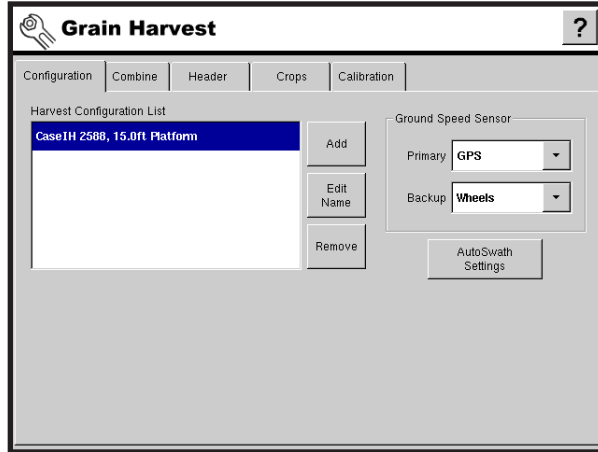 Grain Harvest
?
Configuration
Combine
Header
Crops
Calibration
Harvest Configuration List
CaseIH 2588, 15.0ft Platform
Add
Edit
Name
Remove
Ground Speed Sensor
Primary GPS
Backup Wheels
AutoSwath
Settings